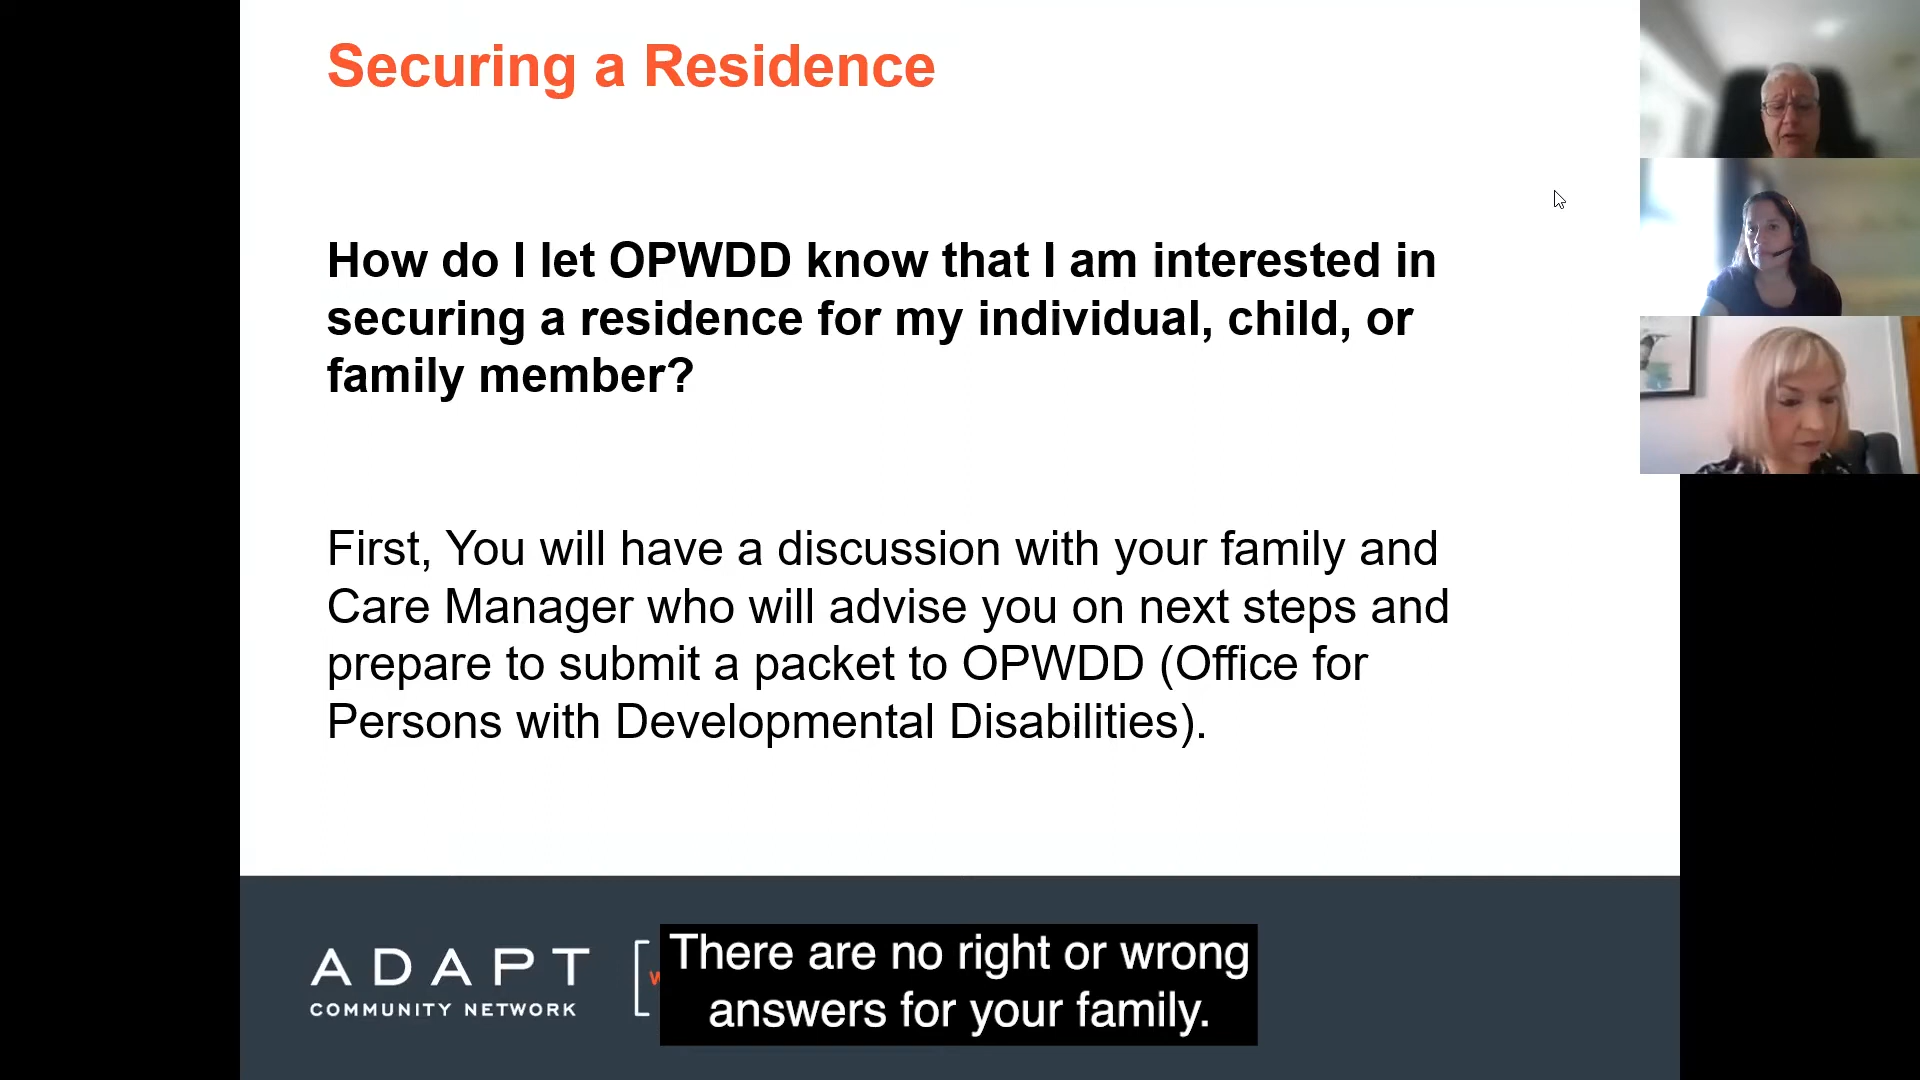 Securing a Residence
How do I let OPWDD know that I am interested in
securing a residence for my individual, child, or
family member?
First, You will have a discussion with your family and
Care Manager who will advise you on next steps and
prepare to submit a packet to OPWDD (Office for
Persons with Developmental Disabilities).
ADAPT
COMMUNITY NETWORK
There are no right or wrong
answers for your family.